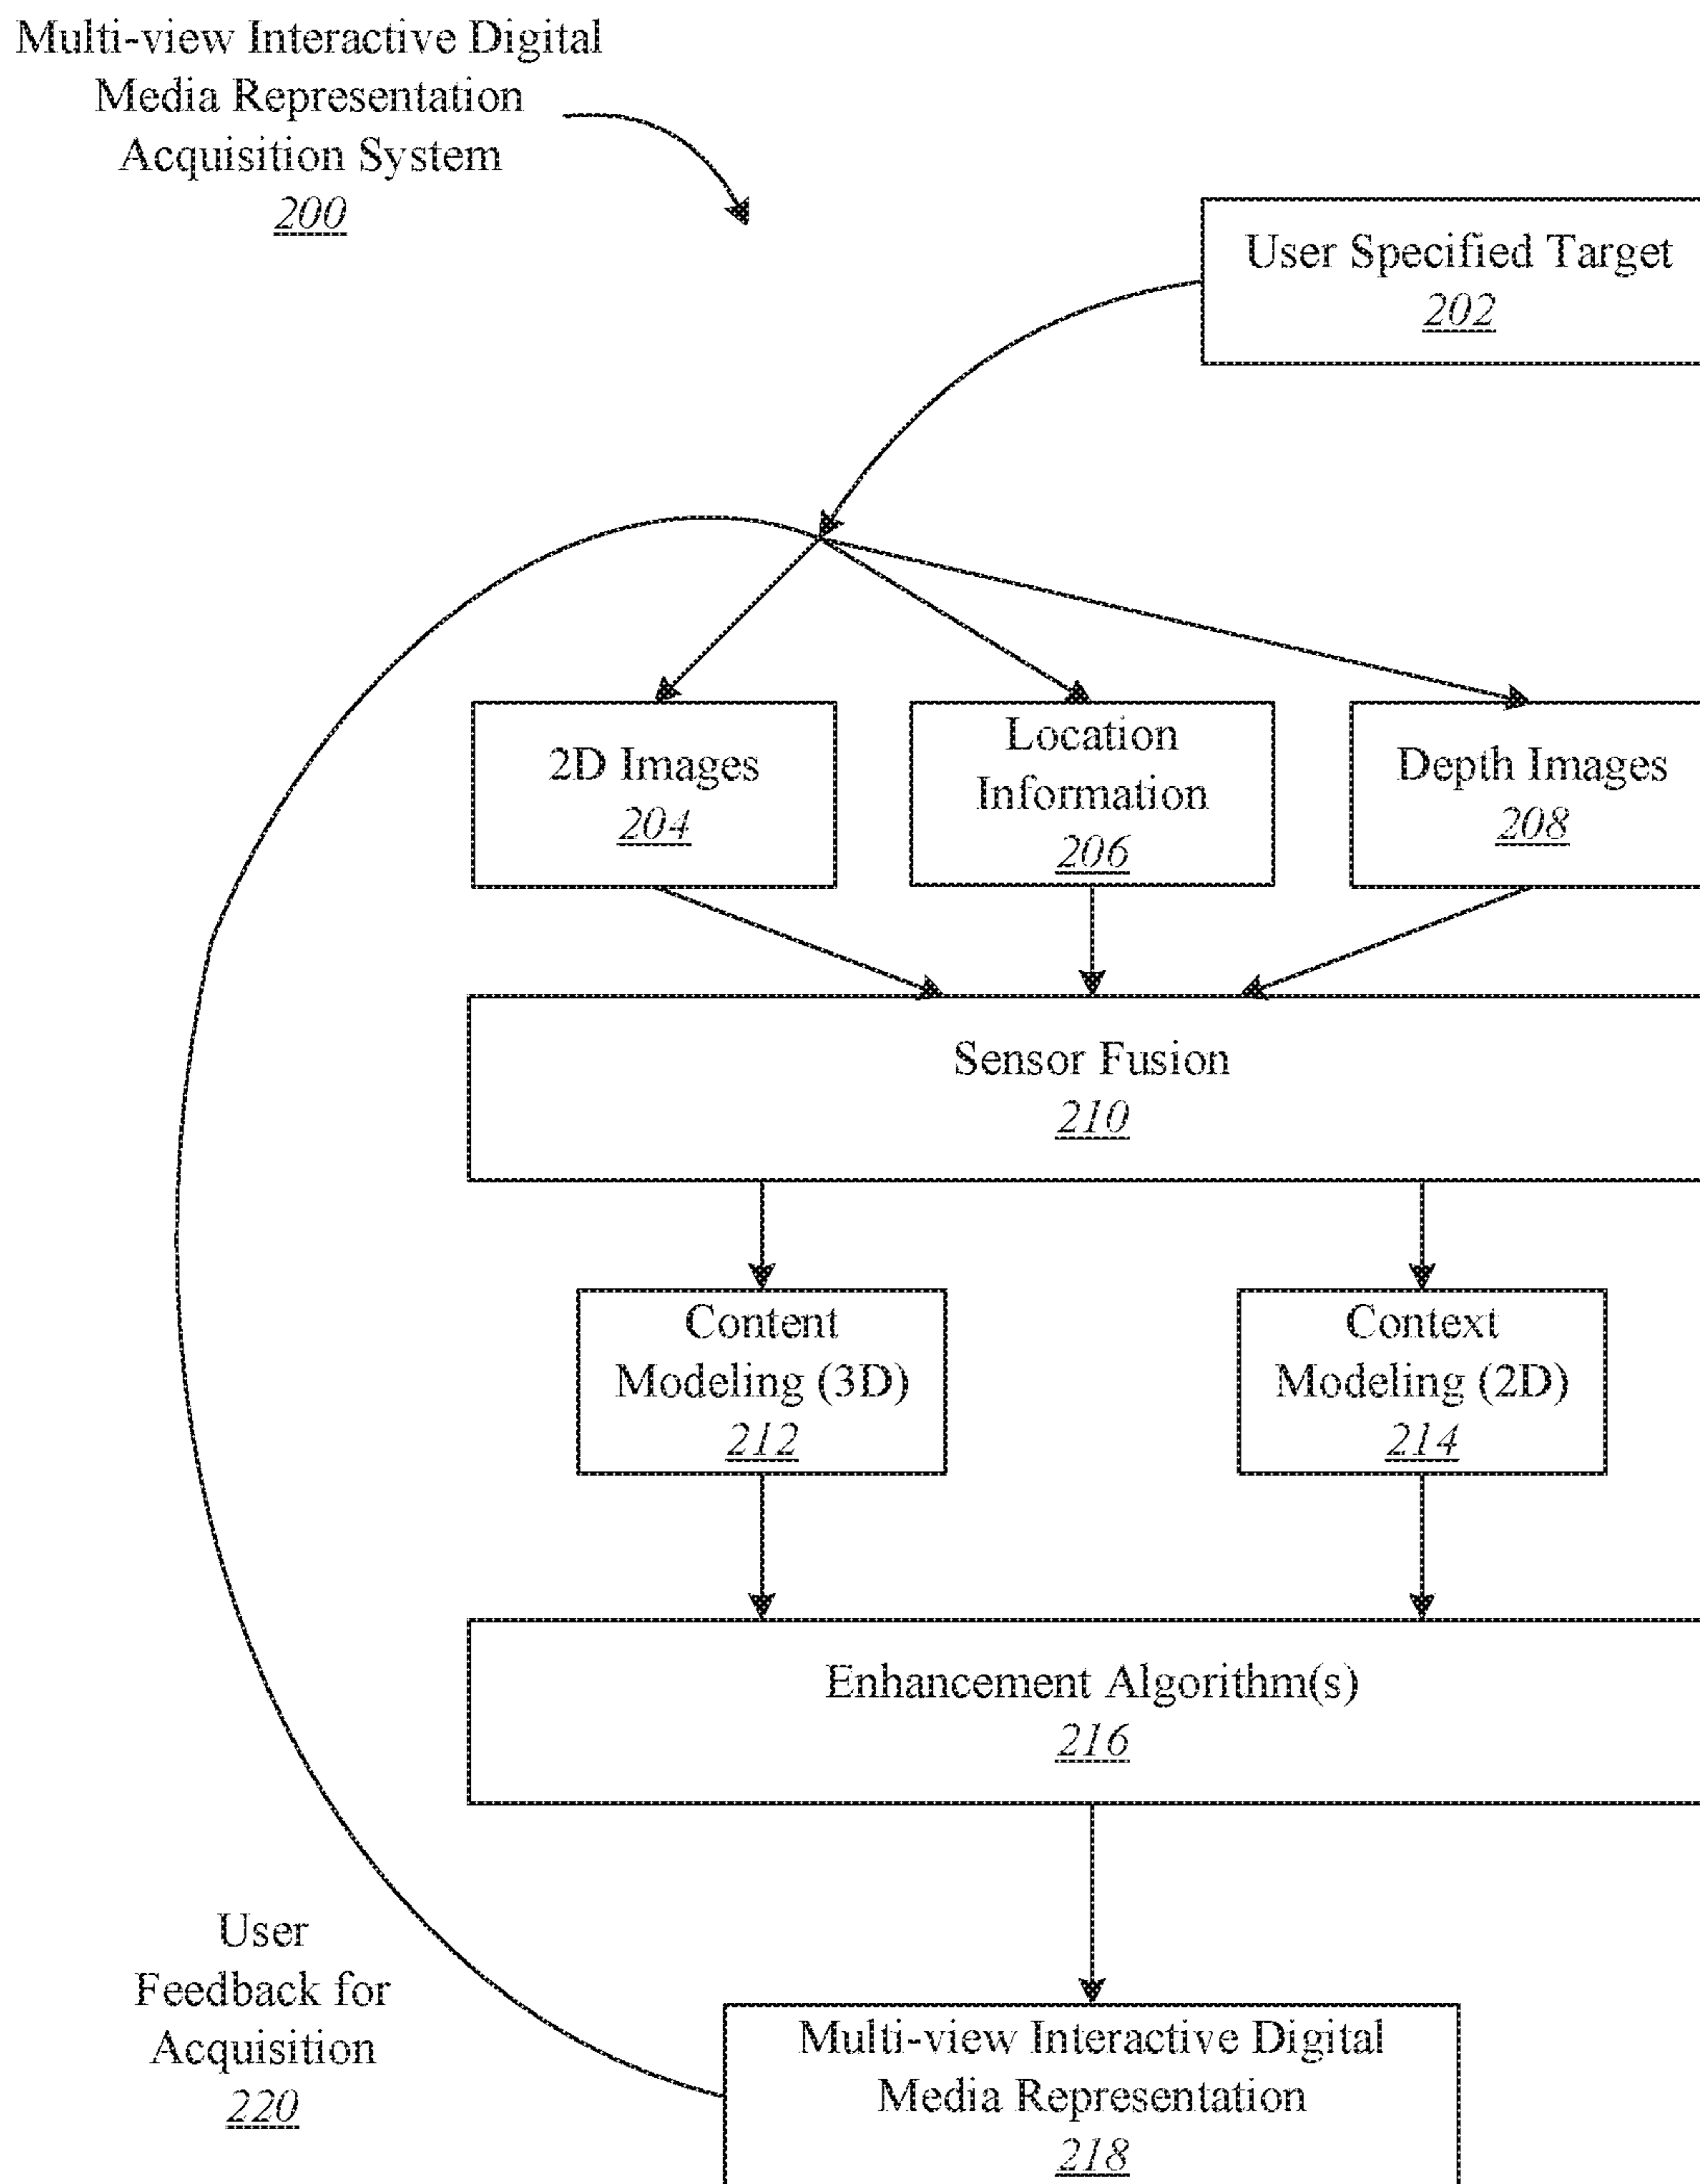 Multi-view Interactive Digital
Media Representation
Acquisition System
200
User Specified Target
202
2D Images
204
Location
Information
206
Depth Images
208
Sensor Fusion
210
Content
Modeling (3D)
212
Context
Modeling (2D)
214
Enhancement Algorithm(s)
216
User
Feedback for
Acquisition
220
Multi-view Interactive Digital
Media Representation
218